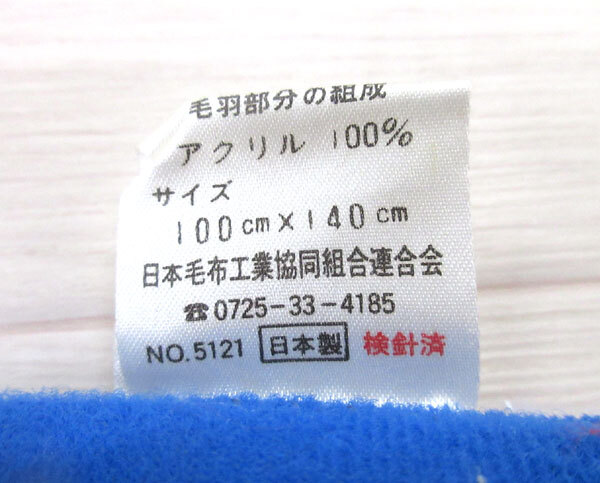 毛羽部分の組成
アクリル 100%
サイズ
100cm×140cm
日本毛布工業協同組合連合会
☎0725-33-4185
NO.5121 日本製 検針済